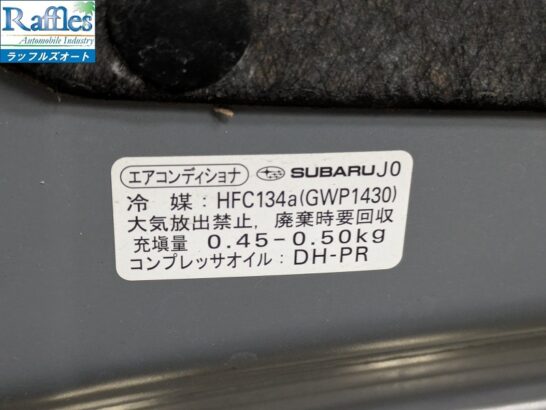 Raffles
Automobile Industry
ラッフルズオート
エアコンディショナ SUBARU J0
冷 媒：HFC134a(GWP1430)
大気放出禁止，廃棄時要回収
充塡量 0.45-0.50kg
コンプレッサオイル：DH-PR